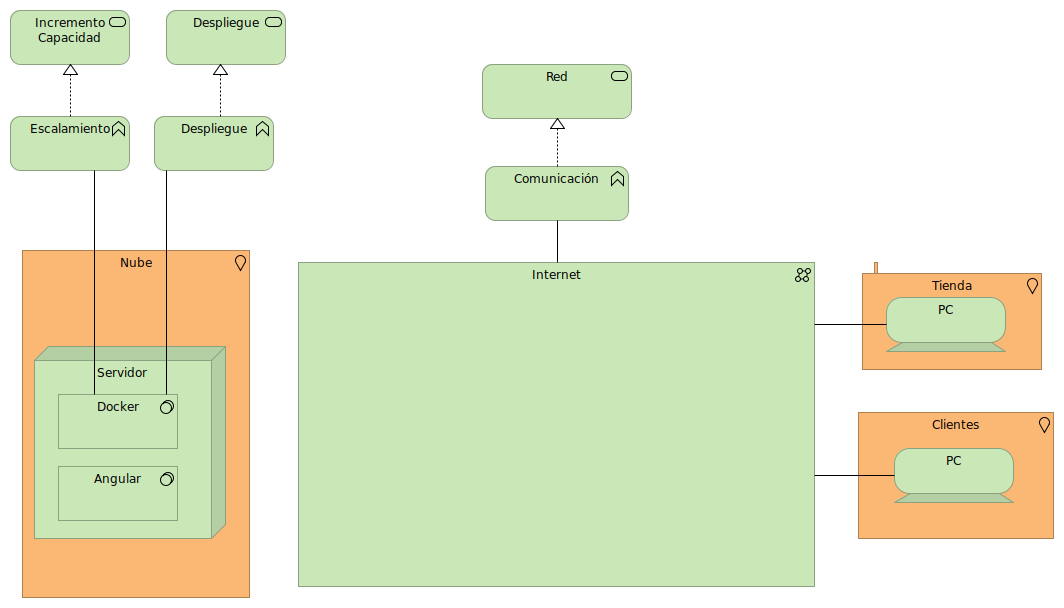 Incremento
Capacidad
Despliegue
Escalamiento
Despliegue
Red
Comunicación
Nube
Servidor
Docker
Angular
Internet
Tienda
PC
Clientes
PC